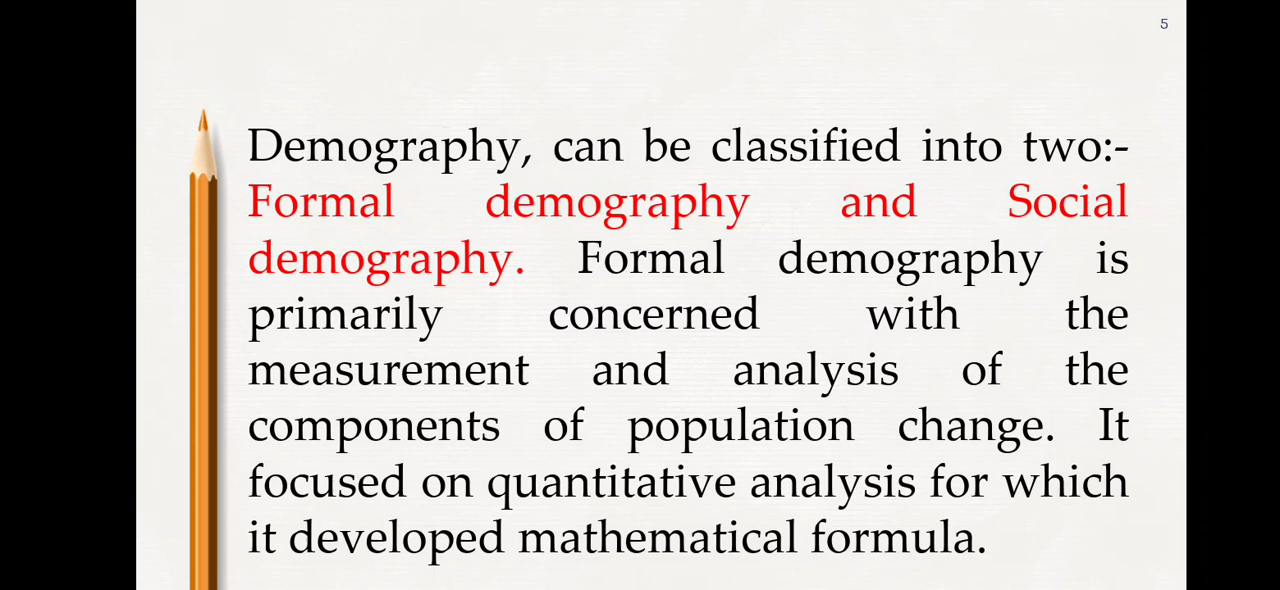 5
Demography, can be classified into two:-
Formal demography and Social
demography. Formal demography is
primarily concerned with the
measurement and analysis of the
components of population change. It
focused on quantitative analysis for which
it developed mathematical formula.